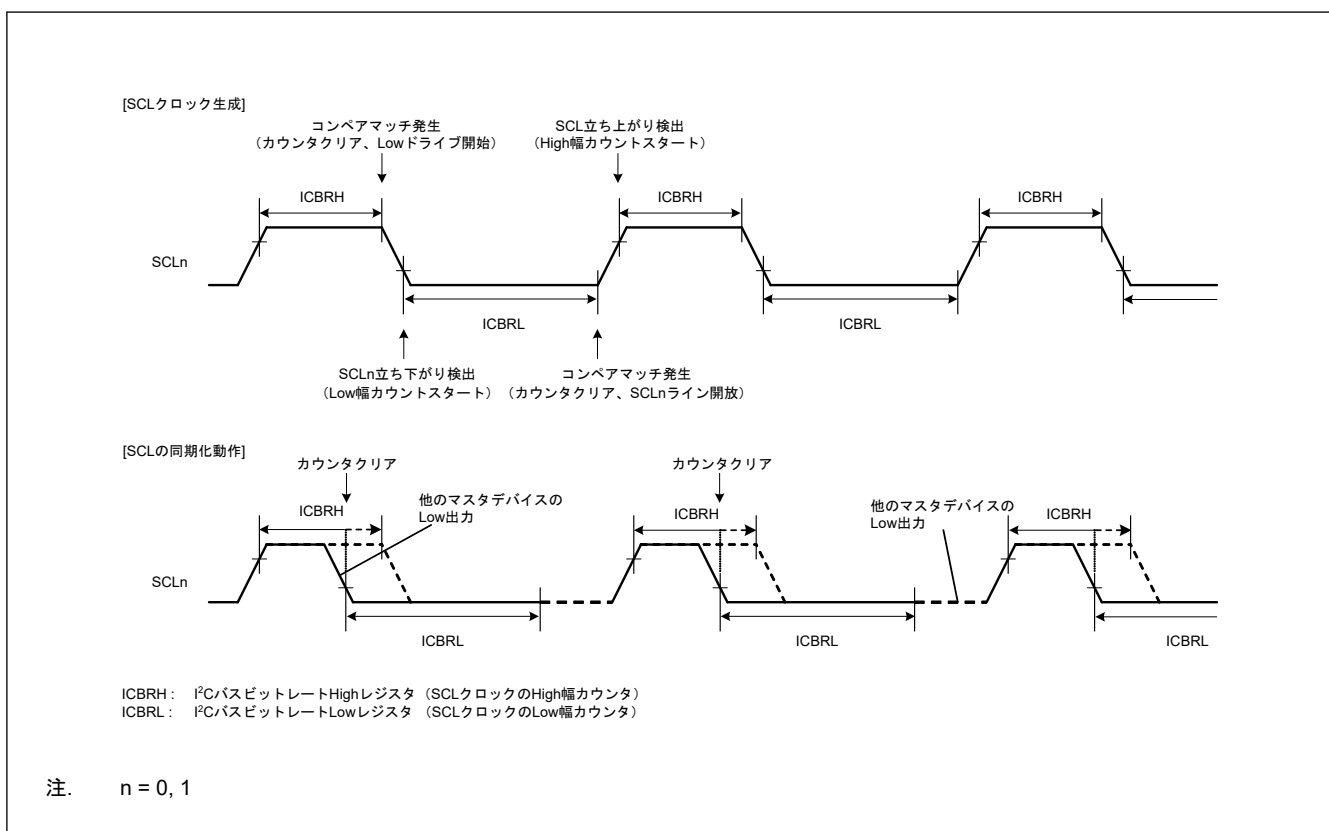 [SCLクロック生成]
コンペアマッチ発生
（カウンタクリア、Lowドライブ開始）
SCL立ち上がり検出
（High幅カウントスタート）
ICBRH
ICBRH
ICBRH
SCLn
ICBRL
ICBRL
SCLn立ち下がり検出
（Low幅カウントスタート）
コンペアマッチ発生
（カウンタクリア、SCLnライン開放）
[SCLの同期化動作]
カウンタクリア
カウンタクリア
他のマスタデバイスの
Low出力
他のマスタデバイスの
Low出力
ICBRH
ICBRH
ICBRH
SCLn
ICBRL
ICBRL
ICBRL
ICBRH : I²CバスビットレートHighレジスタ（SCLクロックのHigh幅カウンタ）
ICBRL : I²CバスビットレートLowレジスタ（SCLクロックのLow幅カウンタ）
注. n = 0, 1